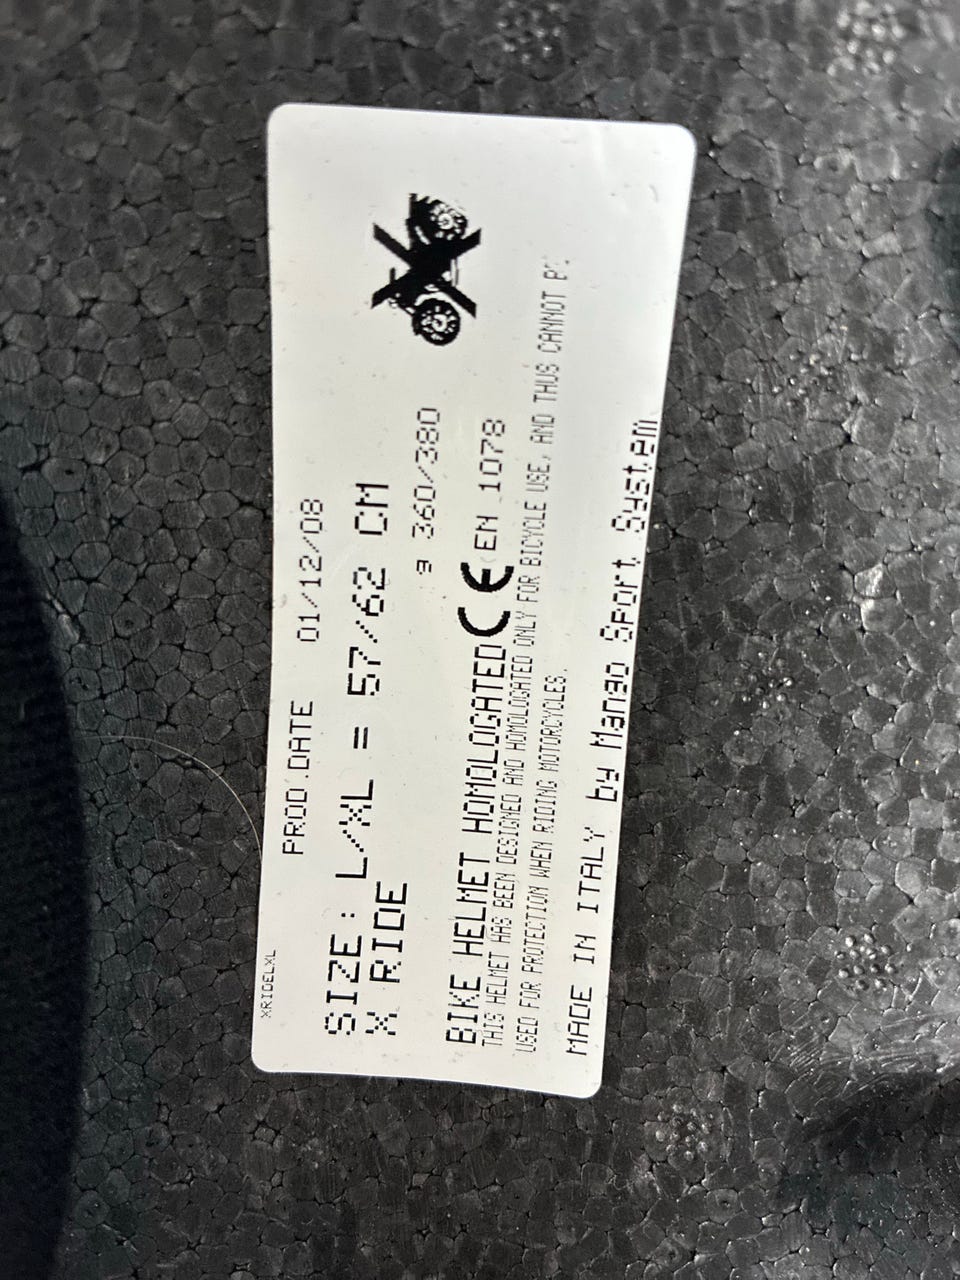 XRIDELXL
PROD.DATE 01/12/08
SIZE: L/XL = 57/62 CM
X RIDE
g 360/380
BIKE HELMET HOMOLOGATED CE EN 1078
THIS HELMET HAS BEEN DESIGNED AND HOMOLOGATED ONLY FOR BICYCLE USE, AND THUS CANNOT
USED FOR PROTECTION WHEN RIDING MOTORCYCLES.
MADE IN ITALY by Mango Sport System